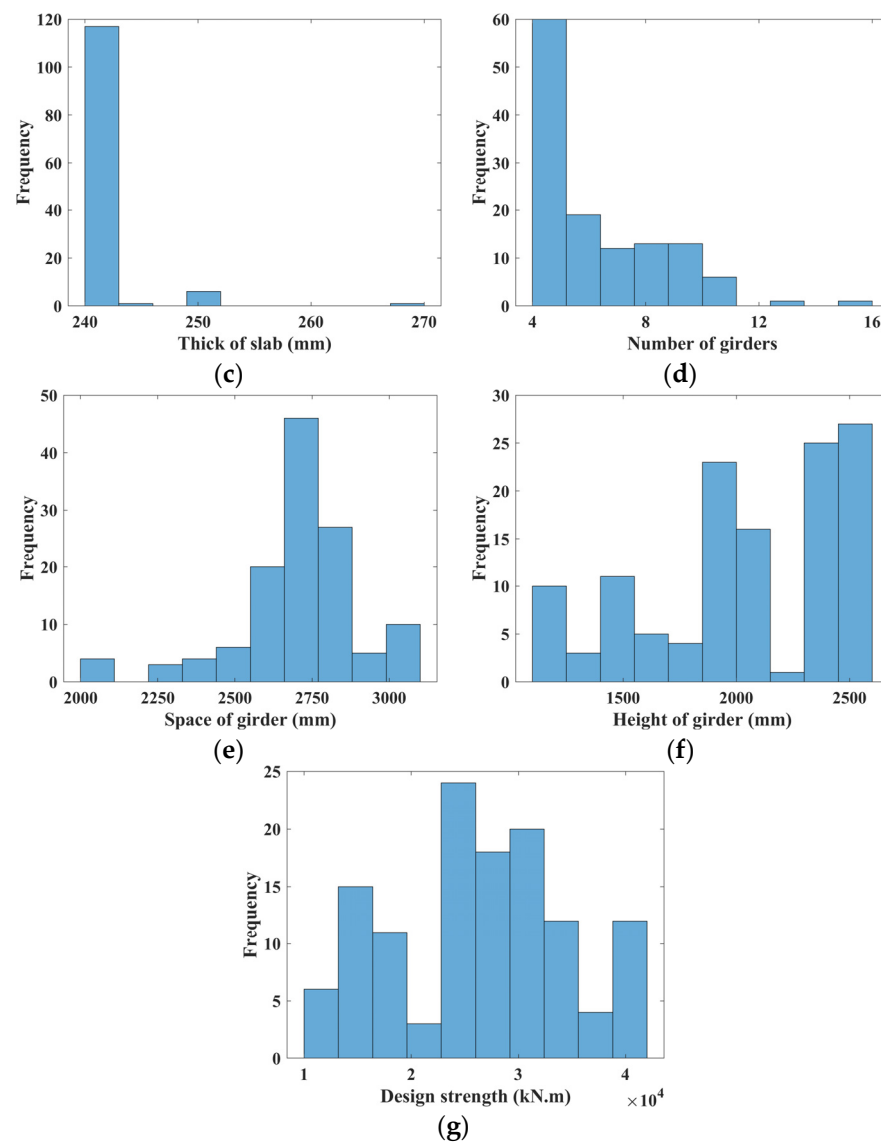 120
100
80
60
40
20
0
Frequency
240 250 260 270
Thick of slab (mm)
(c)
60
50
40
30
20
10
0
Frequency
4 8 12 16
Number of girders
(d)
50
40
30
20
10
0
Frequency
2000 2250 2500 2750 3000
Space of girder (mm)
(e)
30
25
20
15
10
5
0
Frequency
1500 2000 2500
Height of girder (mm)
(f)
25
20
15
10
5
0
Frequency
1 2 3 4
Design strength (kN.m) ×10⁴
(g)